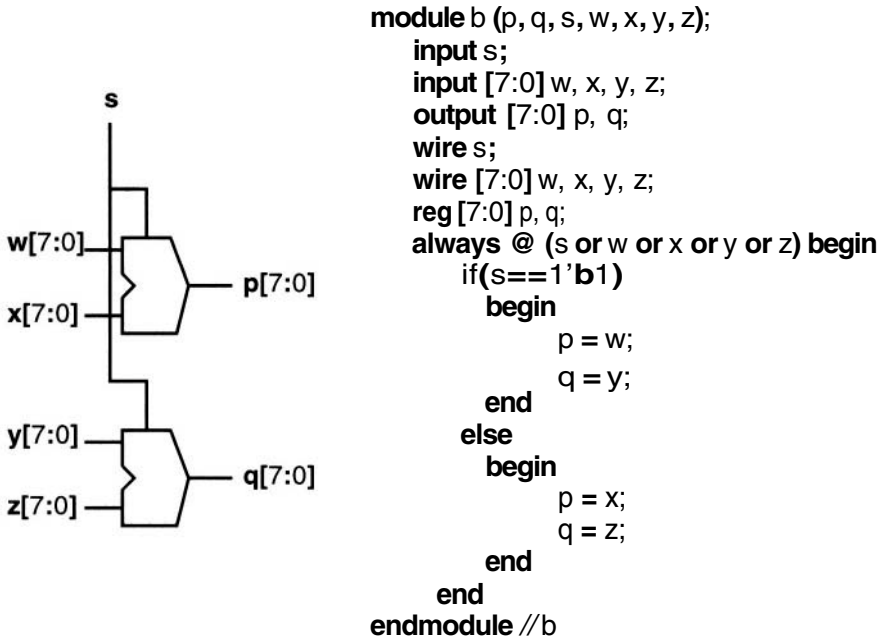 s
w[7:0]
x[7:0]
p[7:0]
y[7:0]
z[7:0]
q[7:0]
module b (p, q, s, w, x, y, z);
input s;
input [7:0] w, x, y, z;
output [7:0] p, q;
wire s;
wire [7:0] w, x, y, z;
reg [7:0] p, q;
always @ (s or w or x or y or z) begin
if(s==1’b1)
begin
p = w;
q = y;
end
else
begin
p = x;
q = z;
end
end
endmodule //b